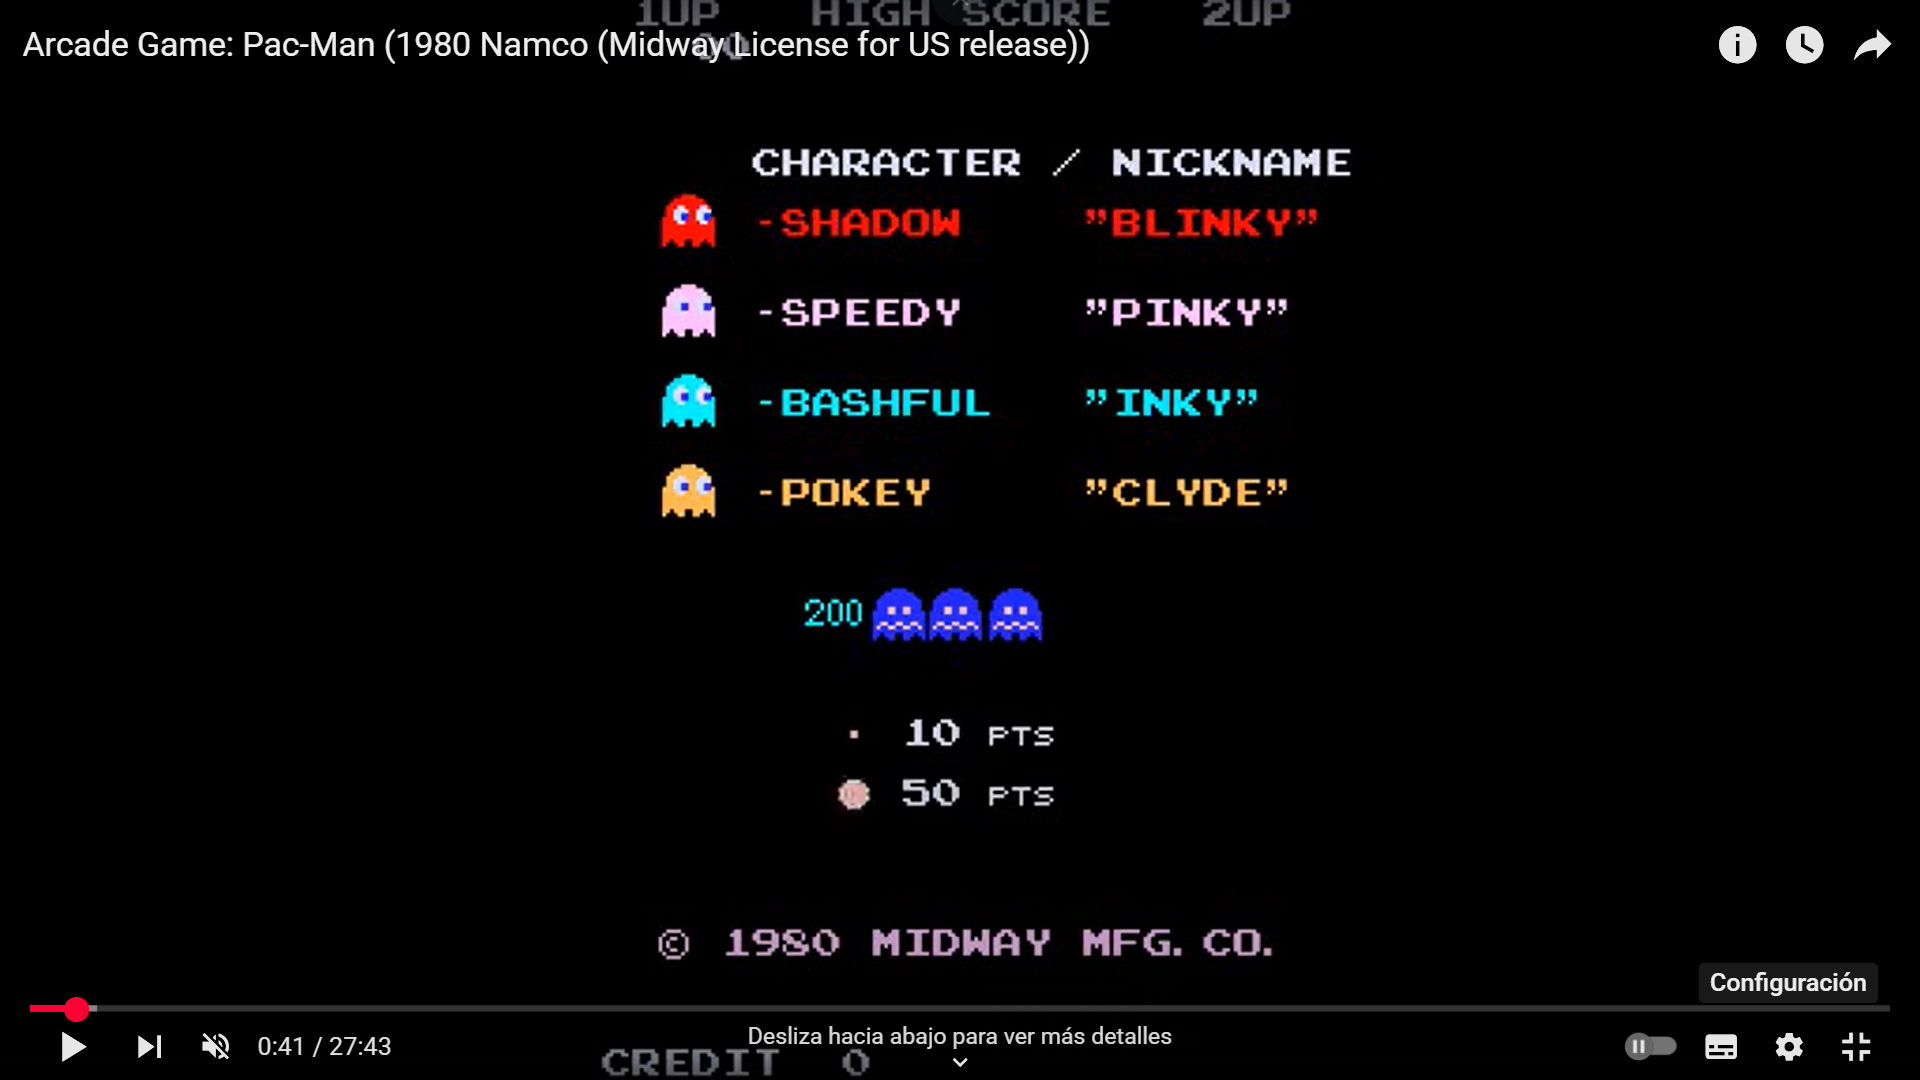 1UP HIGH SCORE 2UP
Arcade Game: Pac-Man (1980 Namco (Midway License for US release))
00
CHARACTER / NICKNAME
-SHADOW "BLINKY"
-SPEEDY "PINKY"
-BASHFUL "INKY"
-POKEY "CLYDE"
200
10 PTS
50 PTS
© 1980 MIDWAY MFG. CO.
Configuración
0:41 / 27:43
Desliza hacia abajo para ver más detalles
CREDIT 0